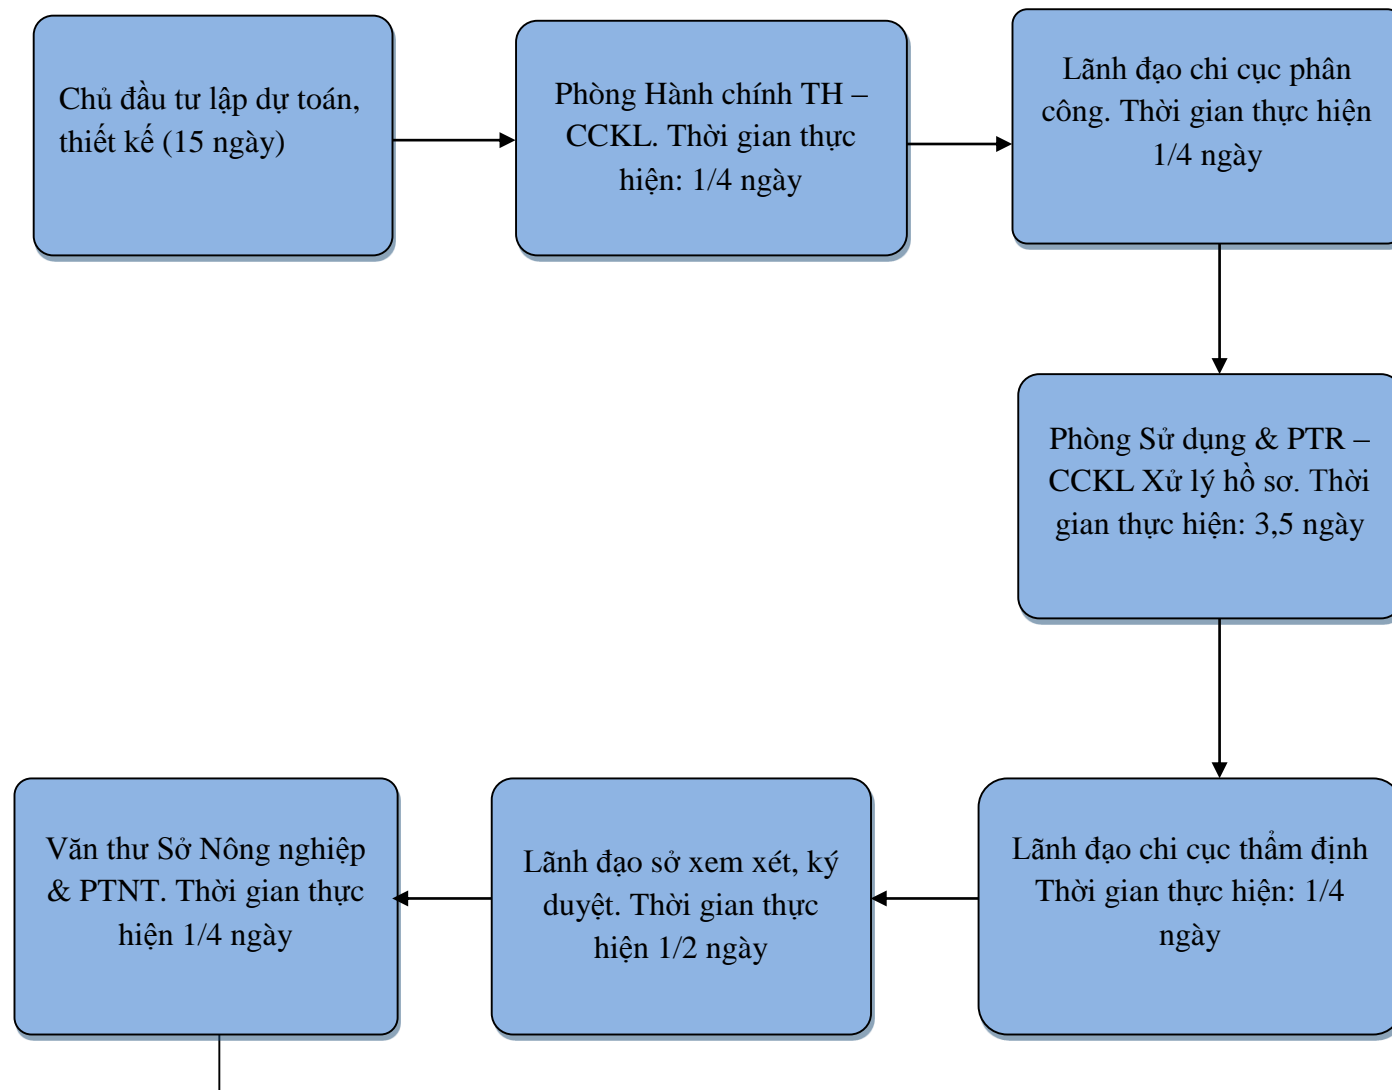 Chủ đầu tư lập dự toán,
thiết kế (15 ngày)
Phòng Hành chính TH –
CCKL. Thời gian thực
hiện: 1/4 ngày
Lãnh đạo chi cục phân
công. Thời gian thực hiện
1/4 ngày
Phòng Sử dụng & PTR –
CCKL Xử lý hồ sơ. Thời
gian thực hiện: 3,5 ngày
Lãnh đạo chi cục thẩm định
Thời gian thực hiện: 1/4
ngày
Lãnh đạo sở xem xét, ký
duyệt. Thời gian thực
hiện 1/2 ngày
Văn thư Sở Nông nghiệp
& PTNT. Thời gian thực
hiện 1/4 ngày